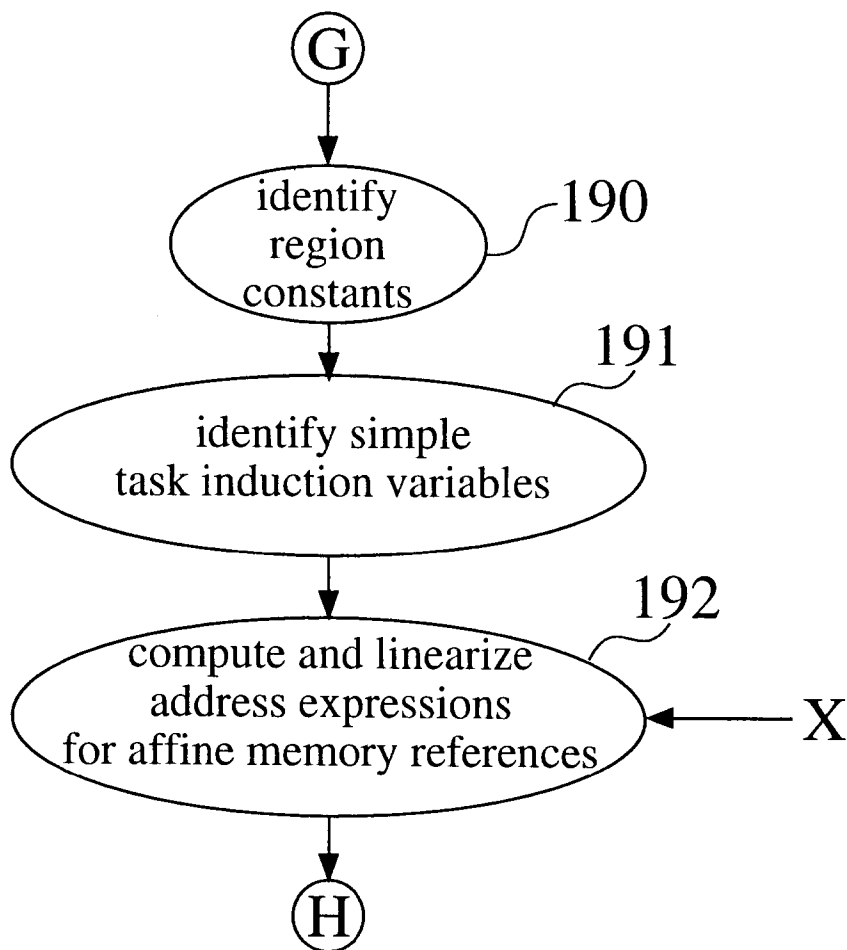 G
identify
region
constants
190
191
identify simple
task induction variables
192
compute and linearize
address expressions
for affine memory references
X
H